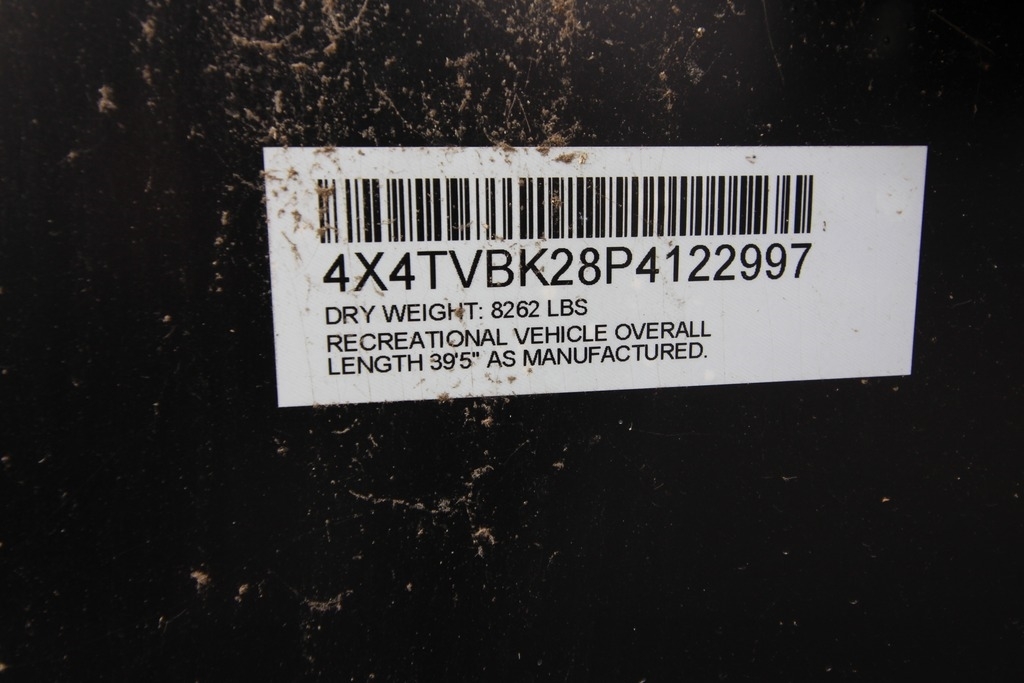 4X4TVBK28P4122997
DRY WEIGHT: 8262 LBS
RECREATIONAL VEHICLE OVERALL
LENGTH 39'5" AS MANUFACTURED.